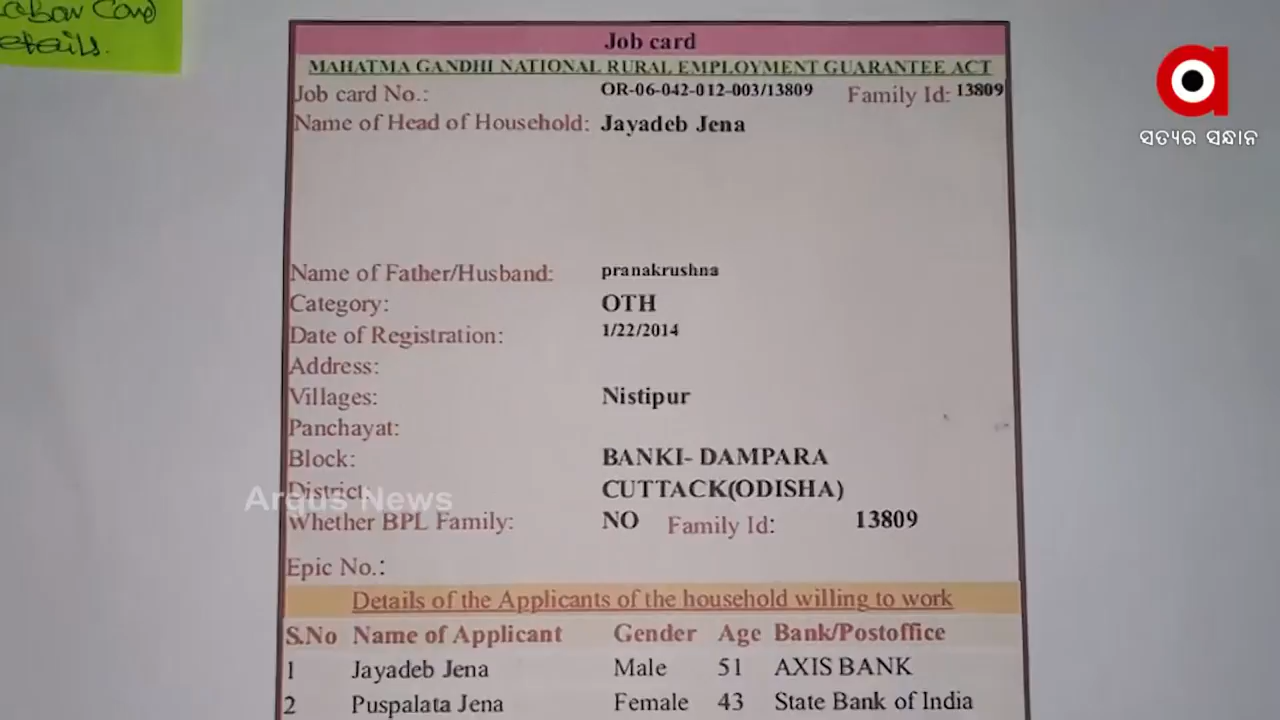 Labour Card
Details.
Job card
MAHATMA GANDHI NATIONAL RURAL EMPLOYMENT GUARANTEE ACT
Job card No.: OR-06-042-012-003/13809 Family Id: 13809
Name of Head of Household: Jayadeb Jena
ସତ୍ୟର ସନ୍ଧାନ
Name of Father/Husband: pranakrushna
Category: OTH
Date of Registration: 1/22/2014
Address:
Villages: Nistipur
Panchayat:
Block: BANKI- DAMPARA
District: CUTTACK(ODISHA)
Argus News
Whether BPL Family: NO Family Id: 13809
Epic No.:
Details of the Applicants of the household willing to work
S.No Name of Applicant Gender Age Bank/Postoffice
1 Jayadeb Jena Male 51 AXIS BANK
2 Puspalata Jena Female 43 State Bank of India